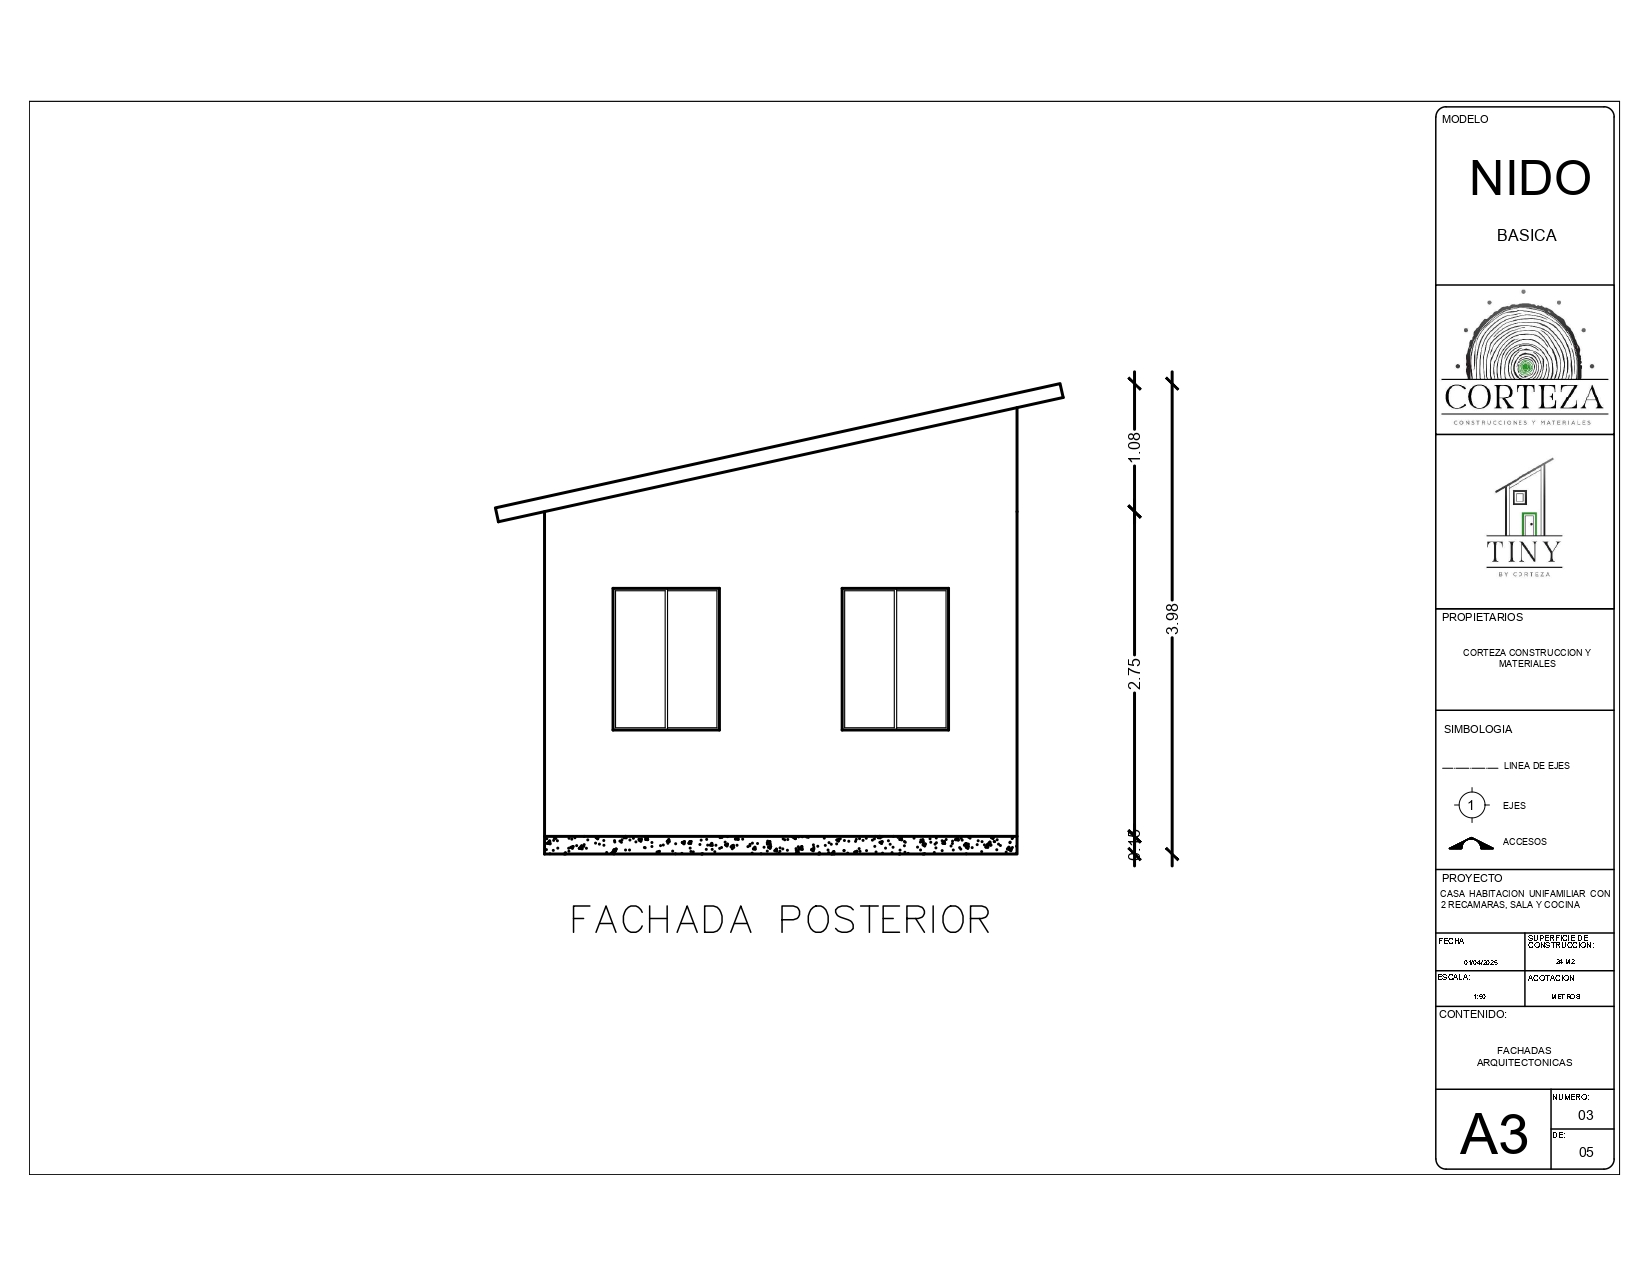 1.08
2.75
0.15
3.98
FACHADA POSTERIOR
MODELO
NIDO
BASICA
CORTEZA
CONSTRUCCIONES Y MATERIALES
TINY
BY CORTEZA
PROPIETARIOS
CORTEZA CONSTRUCCION Y
MATERIALES
SIMBOLOGIA
LINEA DE EJES
1 EJES
ACCESOS
PROYECTO
CASA HABITACION UNIFAMILIAR CON
2 RECAMARAS, SALA Y COCINA
FECHA
01/04/2025
SUPERFICIE DE
CONSTRUCCION:
24 M2
ESCALA:
1:50
ACOTACION
METROS
CONTENIDO:
FACHADAS
ARQUITECTONICAS
A3
NUMERO:
03
DE:
05